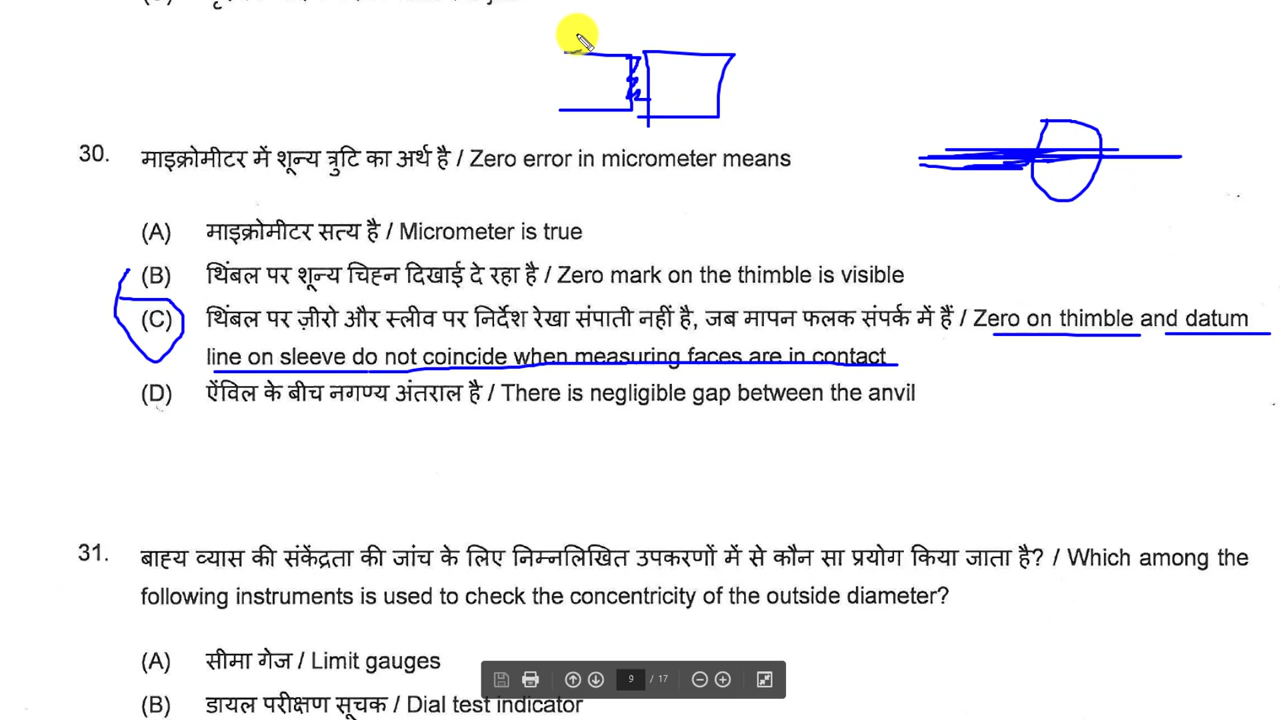 30. माइक्रोमीटर में शून्य त्रुटि का अर्थ है / Zero error in micrometer means
(A) माइक्रोमीटर सत्य है / Micrometer is true
(B) थिंबल पर शून्य चिह्न दिखाई दे रहा है / Zero mark on the thimble is visible
(C) थिंबल पर ज़ीरो और स्लीव पर निर्देश रेखा संपाती नहीं है, जब मापन फलक संपर्क में हैं / Zero on thimble and datum
line on sleeve do not coincide when measuring faces are in contact
(D) ऐंविल के बीच नगण्य अंतराल है / There is negligible gap between the anvil
31. बाह्य व्यास की संकेंद्रता की जांच के लिए निम्नलिखित उपकरणों में से कौन सा प्रयोग किया जाता है? / Which among the
following instruments is used to check the concentricity of the outside diameter?
(A) सीमा गेज / Limit gauges
(B) डायल परीक्षण सूचक / Dial test indicator
9 / 17